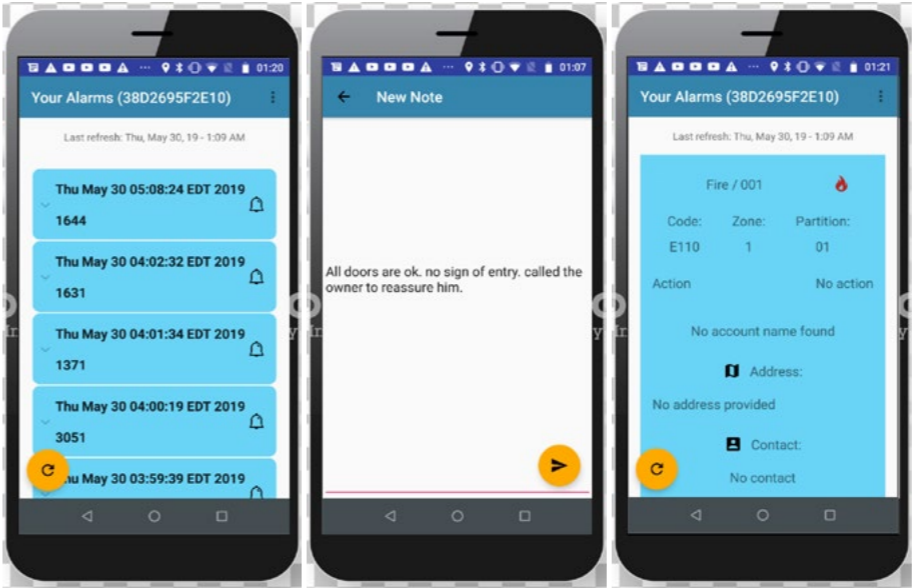 01:20
Your Alarms (38D2695F2E10)
Last refresh: Thu, May 30, 19 - 1:09 AM
Thu May 30 05:08:24 EDT 2019
1644
Thu May 30 04:02:32 EDT 2019
1631
Thu May 30 04:01:34 EDT 2019
1371
Thu May 30 04:00:19 EDT 2019
3051
May 30 03:59:39 EDT 2019
01:07
New Note
All doors are ok. no sign of entry. called the
owner to reassure him.
01:21
Your Alarms (38D2695F2E10)
Last refresh: Thu, May 30, 19 - 1:09 AM
Fire / 001
Code: Zone: Partition:
E110 1 01
Action No action
No account name found
Address:
No address provided
Contact:
No contact